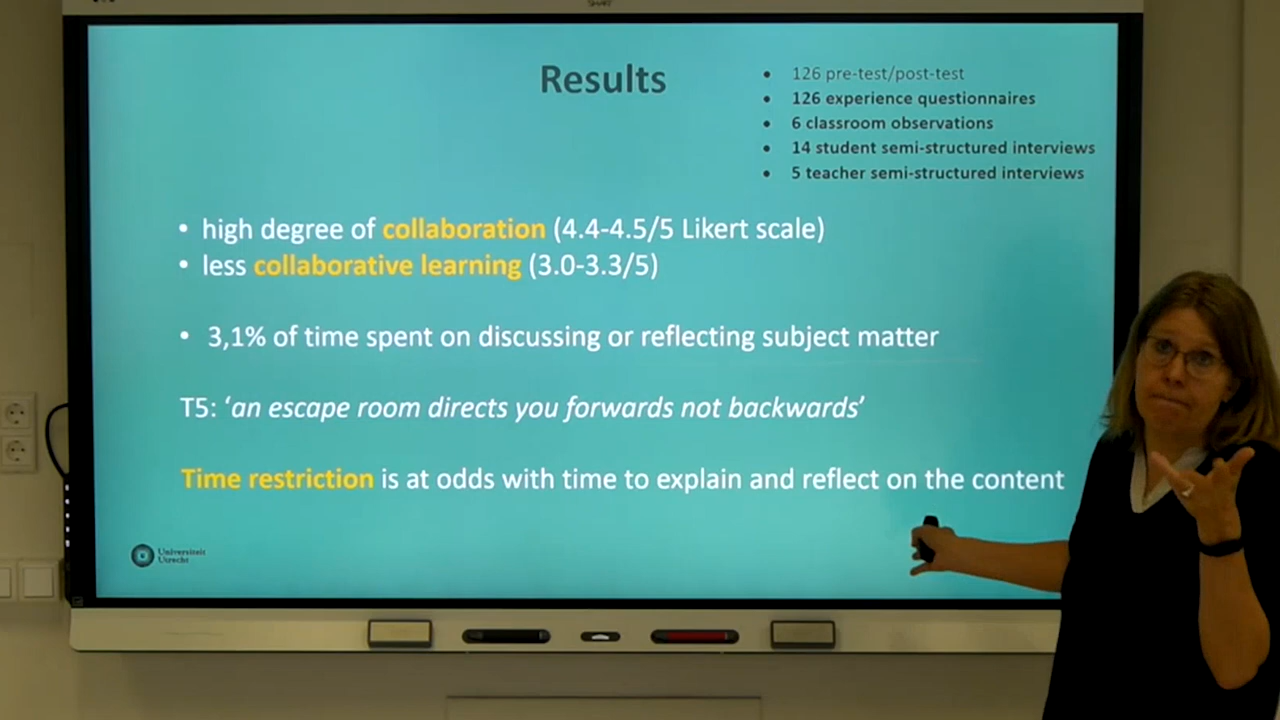 SMART
Results
• 126 pre-test/post-test
• 126 experience questionnaires
• 6 classroom observations
• 14 student semi-structured interviews
• 5 teacher semi-structured interviews
• high degree of collaboration (4.4-4.5/5 Likert scale)
• less collaborative learning (3.0-3.3/5)
• 3,1% of time spent on discussing or reflecting subject matter
T5: ‘an escape room directs you forwards not backwards’
Time restriction is at odds with time to explain and reflect on the content
Universiteit
Utrecht